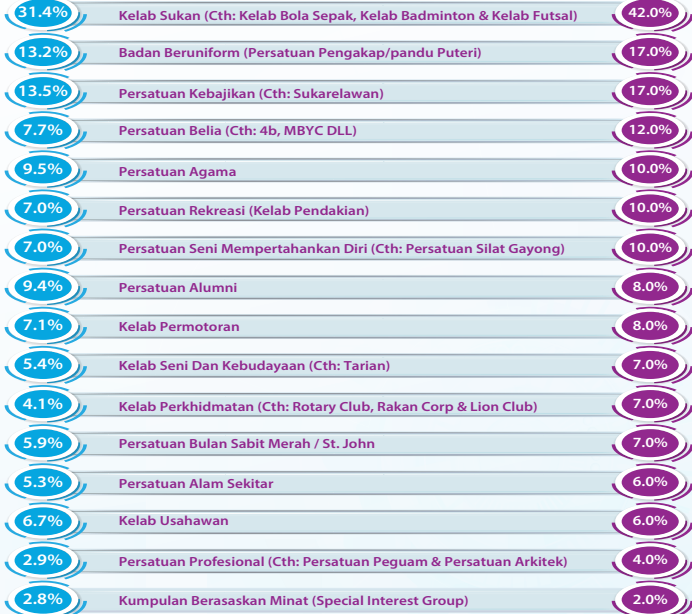 31.4% Kelab Sukan (Cth: Kelab Bola Sepak, Kelab Badminton & Kelab Futsal) 42.0%
13.2% Badan Beruniform (Persatuan Pengakap/pandu Puteri) 17.0%
13.5% Persatuan Kebajikan (Cth: Sukarelawan) 17.0%
7.7% Persatuan Belia (Cth: 4b, MBYC DLL) 12.0%
9.5% Persatuan Agama 10.0%
7.0% Persatuan Rekreasi (Kelab Pendakian) 10.0%
7.0% Persatuan Seni Mempertahankan Diri (Cth: Persatuan Silat Gayong) 10.0%
9.4% Persatuan Alumni 8.0%
7.1% Kelab Permotoran 8.0%
5.4% Kelab Seni Dan Kebudayaan (Cth: Tarian) 7.0%
4.1% Kelab Perkhidmatan (Cth: Rotary Club, Rakan Corp & Lion Club) 7.0%
5.9% Persatuan Bulan Sabit Merah / St. John 7.0%
5.3% Persatuan Alam Sekitar 6.0%
6.7% Kelab Usahawan 6.0%
2.9% Persatuan Profesional (Cth: Persatuan Peguam & Persatuan Arkitek) 4.0%
2.8% Kumpulan Berasaskan Minat (Special Interest Group) 2.0%